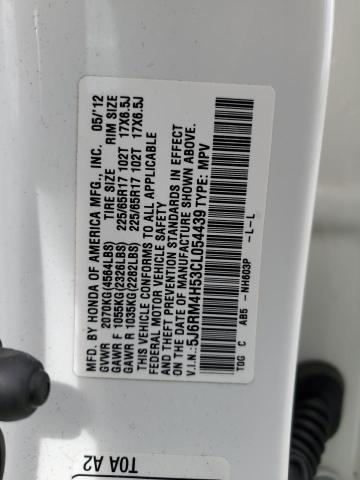 MFD. BY HONDA OF AMERICA MFG., INC. 05/'12
GVWR 2070KG(4564LBS) TIRE SIZE RIM SIZE
GAWR F 1055KG(2326LBS) 225/65R17 102T 17X6.5J
GAWR R 1035KG(2282LBS) 225/65R17 102T 17X6.5J
THIS VEHICLE CONFORMS TO ALL APPLICABLE
FEDERAL MOTOR VEHICLE SAFETY, BUMPER,
AND THEFT PREVENTION STANDARDS IN EFFECT
ON THE DATE OF MANUFACTURE SHOWN ABOVE.
V.I.N.: 5J6RM4H53CL054439 TYPE: MPV
TOG C AB5 -NH603P -L-L
T0A A2